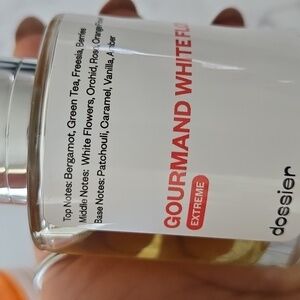 GOURMAND WHITE FLO
EXTREME
Top Notes: Bergamot, Green Tea, Freesia, Berries
Middle Notes: White Flowers, Orchid, Rose, Orange
Base Notes: Patchouli, Caramel, Vanilla, Amber
dossier